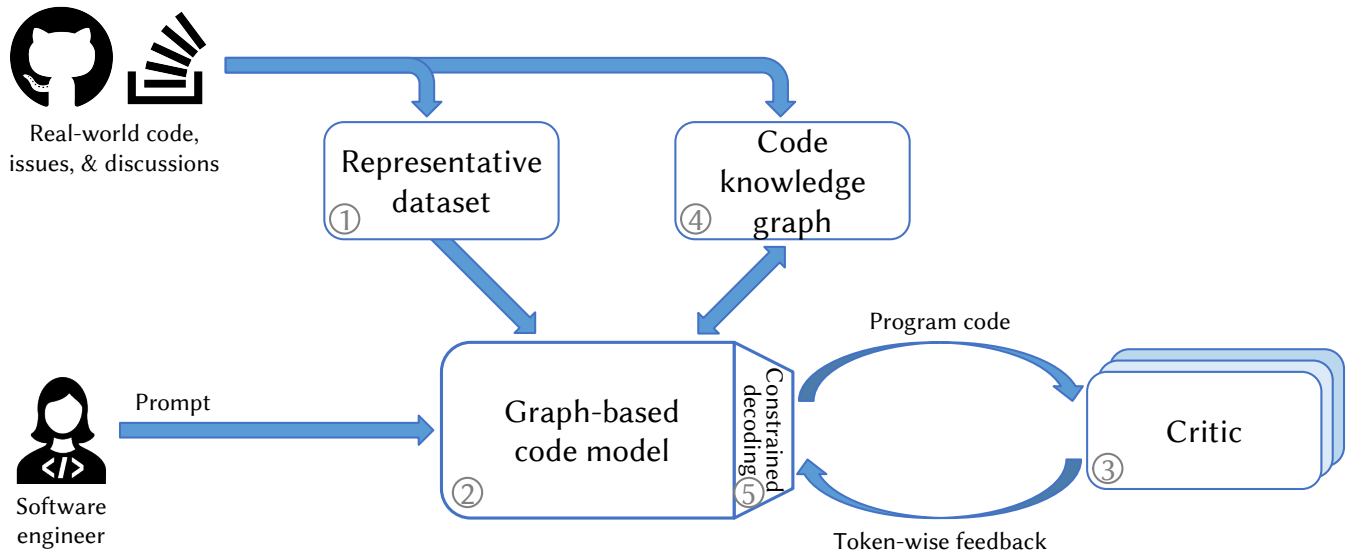 Real-world code,
issues, & discussions
Representative
dataset
①
Code
knowledge
graph
④
Program code
Prompt
Graph-based
code model
②
Constrained
decoding
⑤
Critic
③
</>
Software
engineer
Token-wise feedback